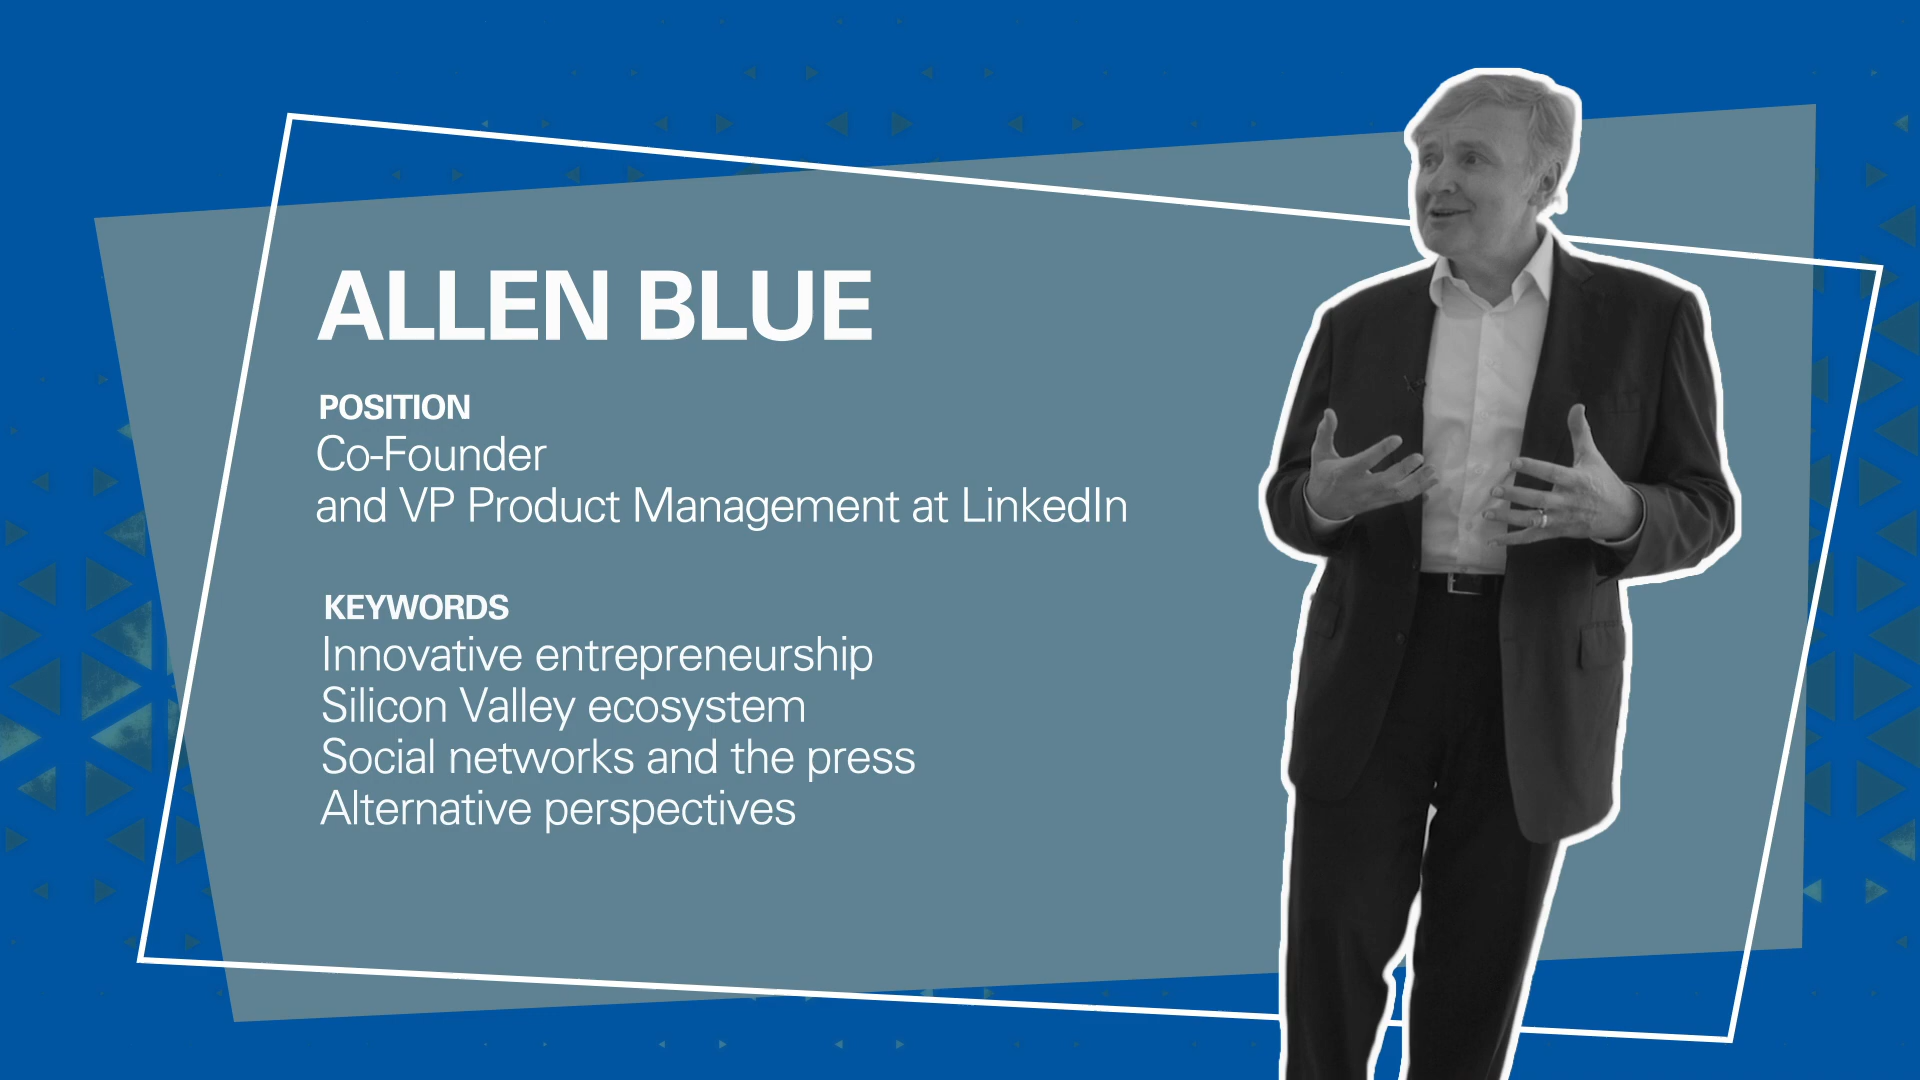 ALLEN BLUE
POSITION
Co-Founder
and VP Product Management at LinkedIn
KEYWORDS
Innovative entrepreneurship
Silicon Valley ecosystem
Social networks and the press
Alternative perspectives